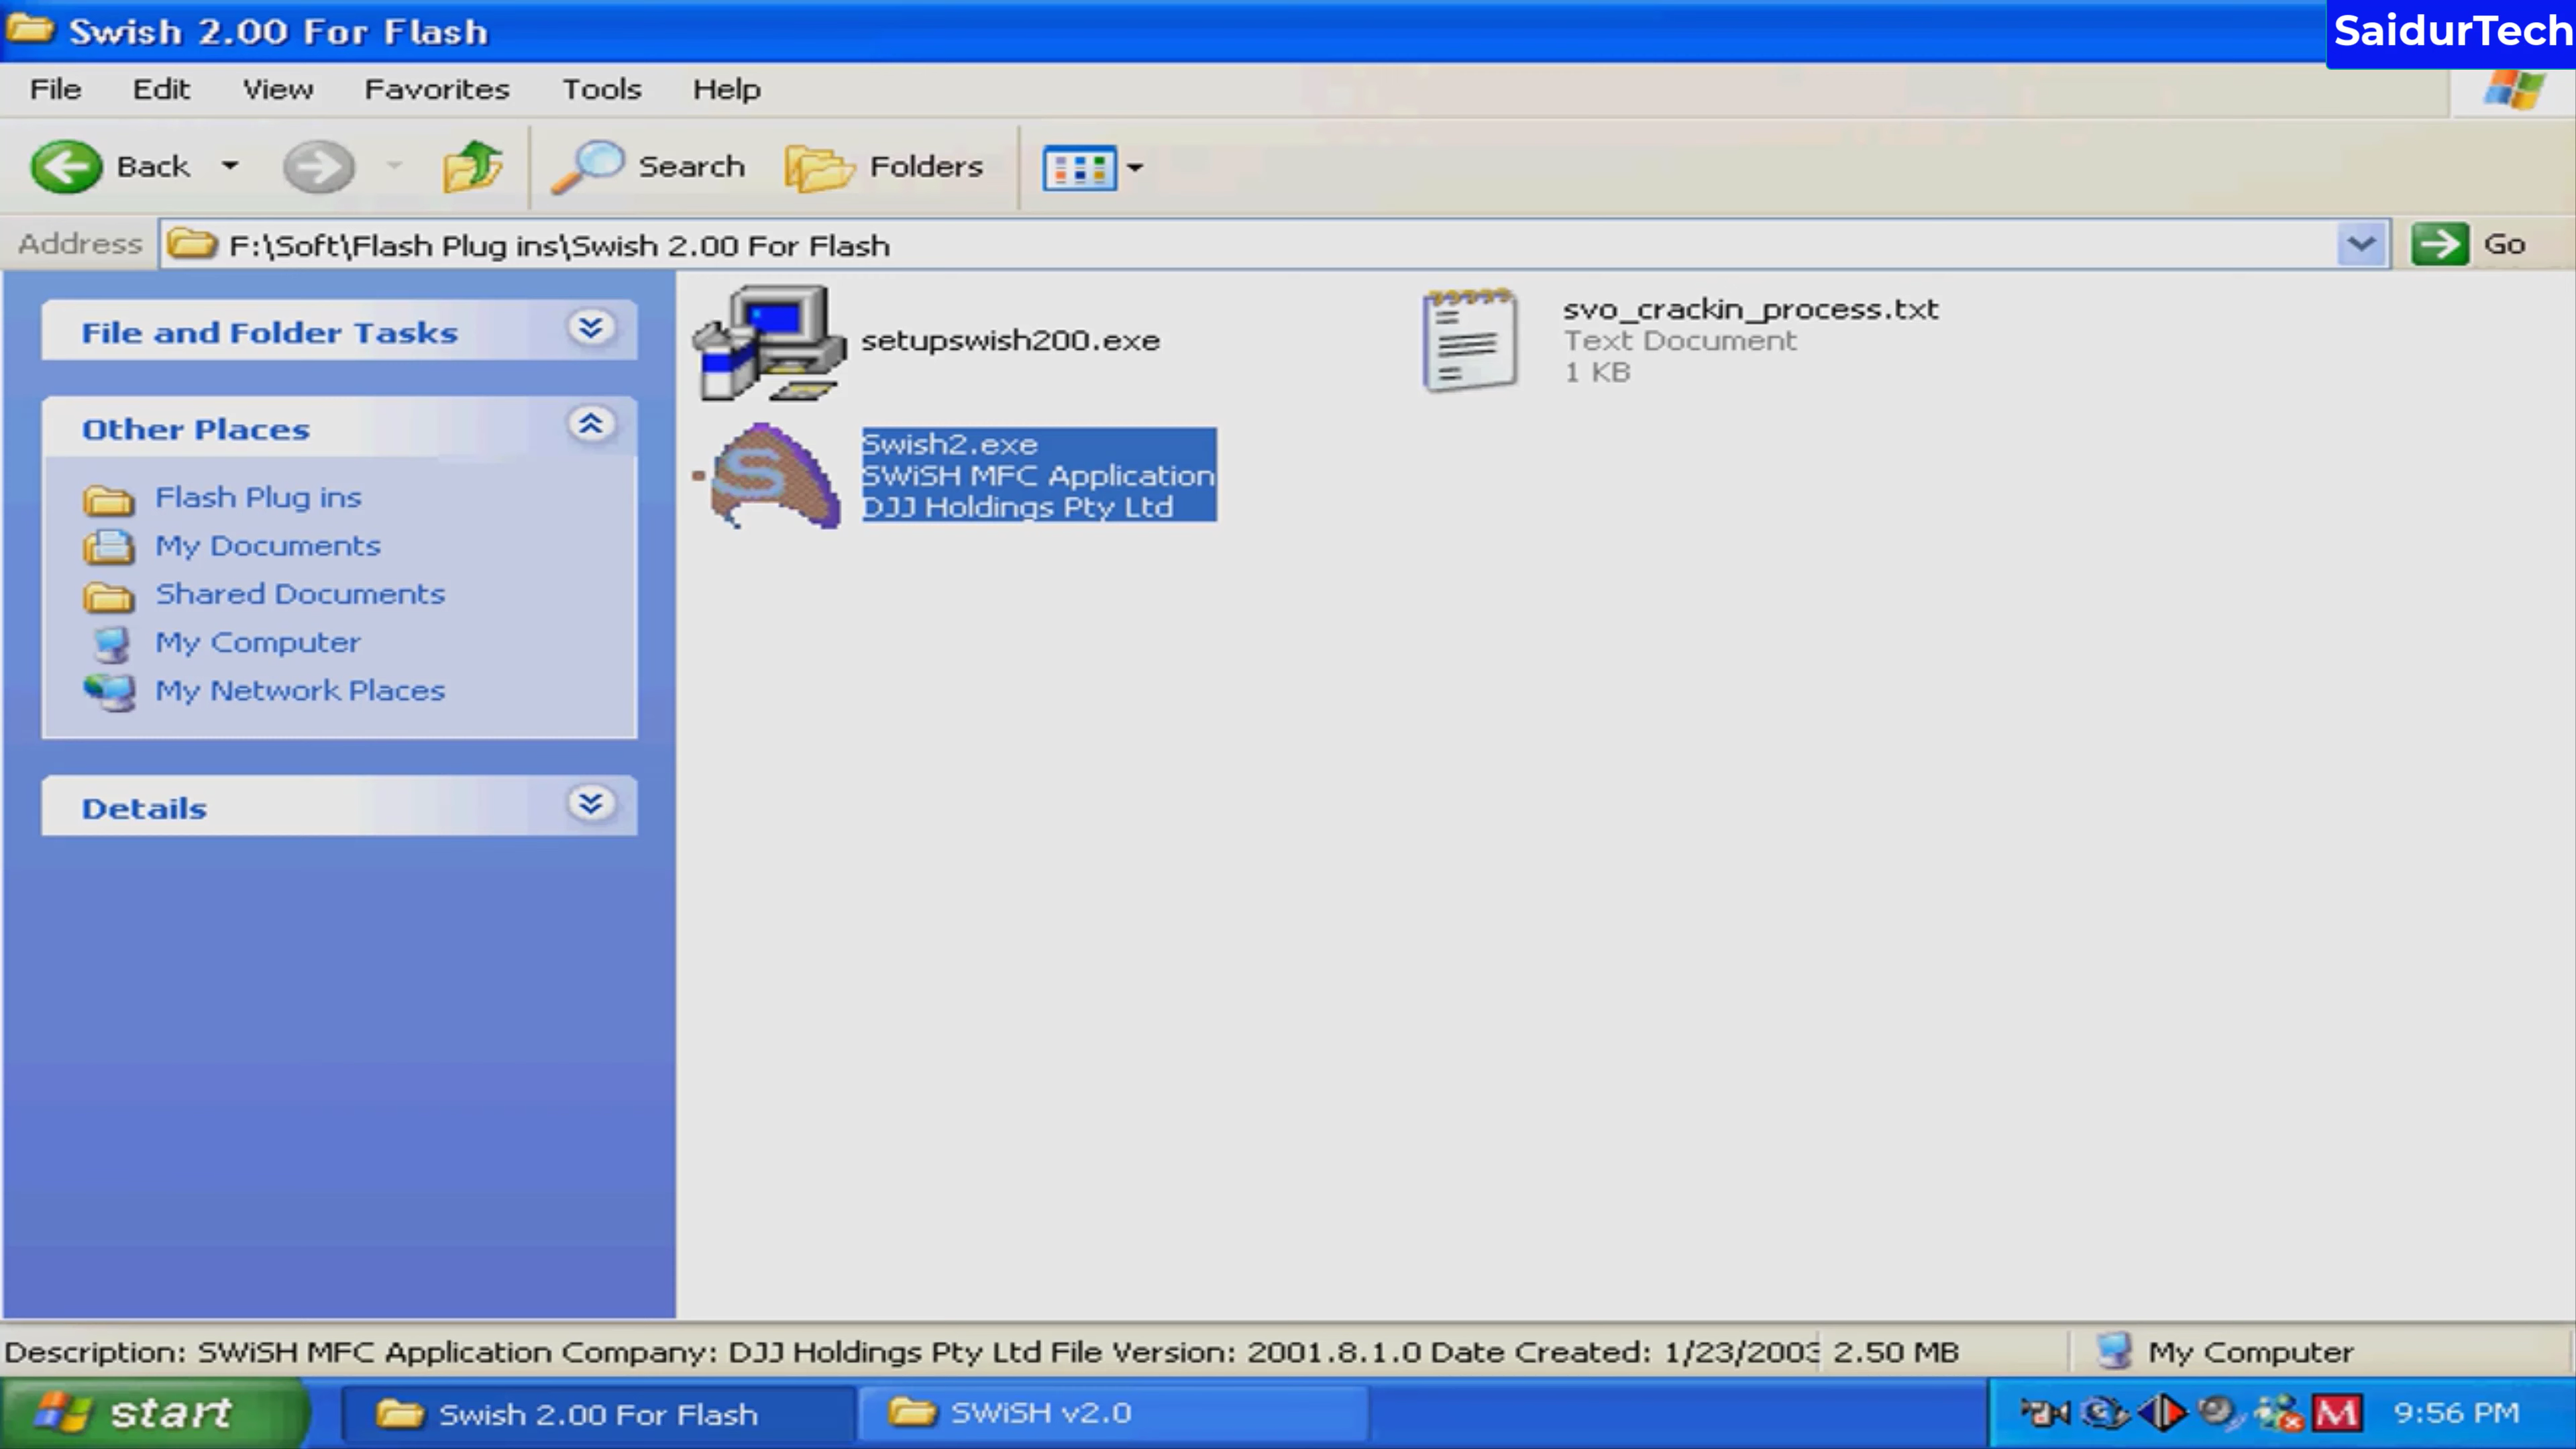 Swish 2.00 For Flash
SaidurTech
File Edit View Favorites Tools Help
Back Search Folders
Address F:\Soft\Flash Plug ins\Swish 2.00 For Flash Go
File and Folder Tasks
Other Places
Flash Plug ins
My Documents
Shared Documents
My Computer
My Network Places
Details
setupswish200.exe
svo_crackin_process.txt
Text Document
1 KB
Swish2.exe
SWiSH MFC Application
DJJ Holdings Pty Ltd
Description: SWiSH MFC Application Company: DJJ Holdings Pty Ltd File Version: 2001.8.1.0 Date Created: 1/23/2003 2.50 MB My Computer
start Swish 2.00 For Flash SWiSH v2.0 M 9:56 PM